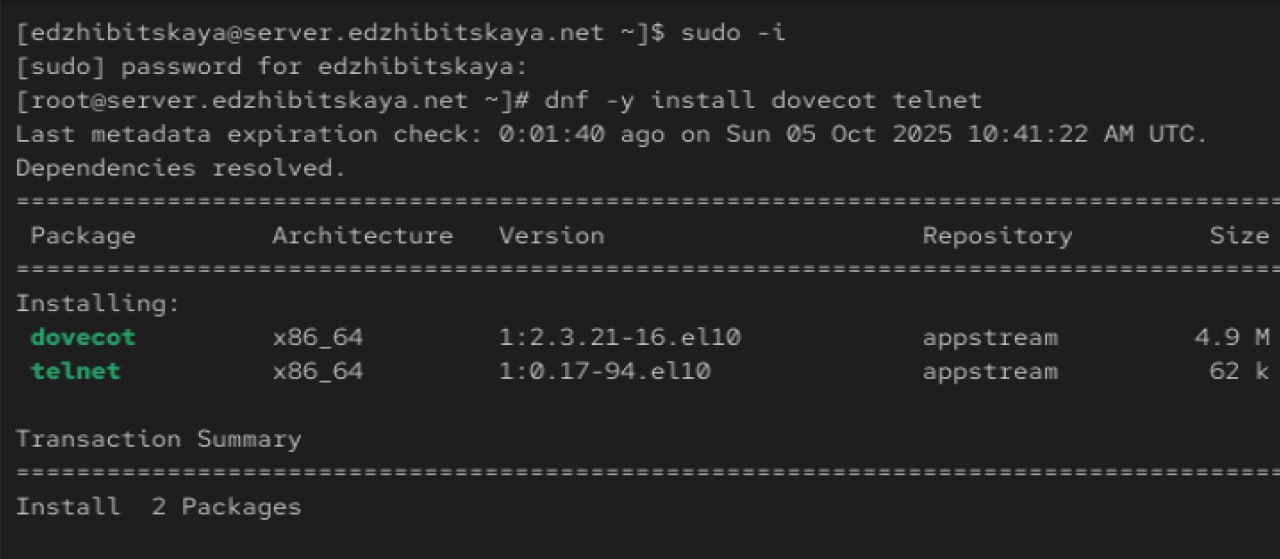 [edzhibitskaya@server.edzhibitskaya.net ~]$ sudo -i
[sudo] password for edzhibitskaya:
[root@server.edzhibitskaya.net ~]# dnf -y install dovecot telnet
Last metadata expiration check: 0:01:40 ago on Sun 05 Oct 2025 10:41:22 AM UTC.
Dependencies resolved.
====================================================================================
Package Architecture Version Repository Size
====================================================================================
Installing:
dovecot x86_64 1:2.3.21-16.el10 appstream 4.9 M
telnet x86_64 1:0.17-94.el10 appstream 62 k
Transaction Summary
====================================================================================
Install 2 Packages